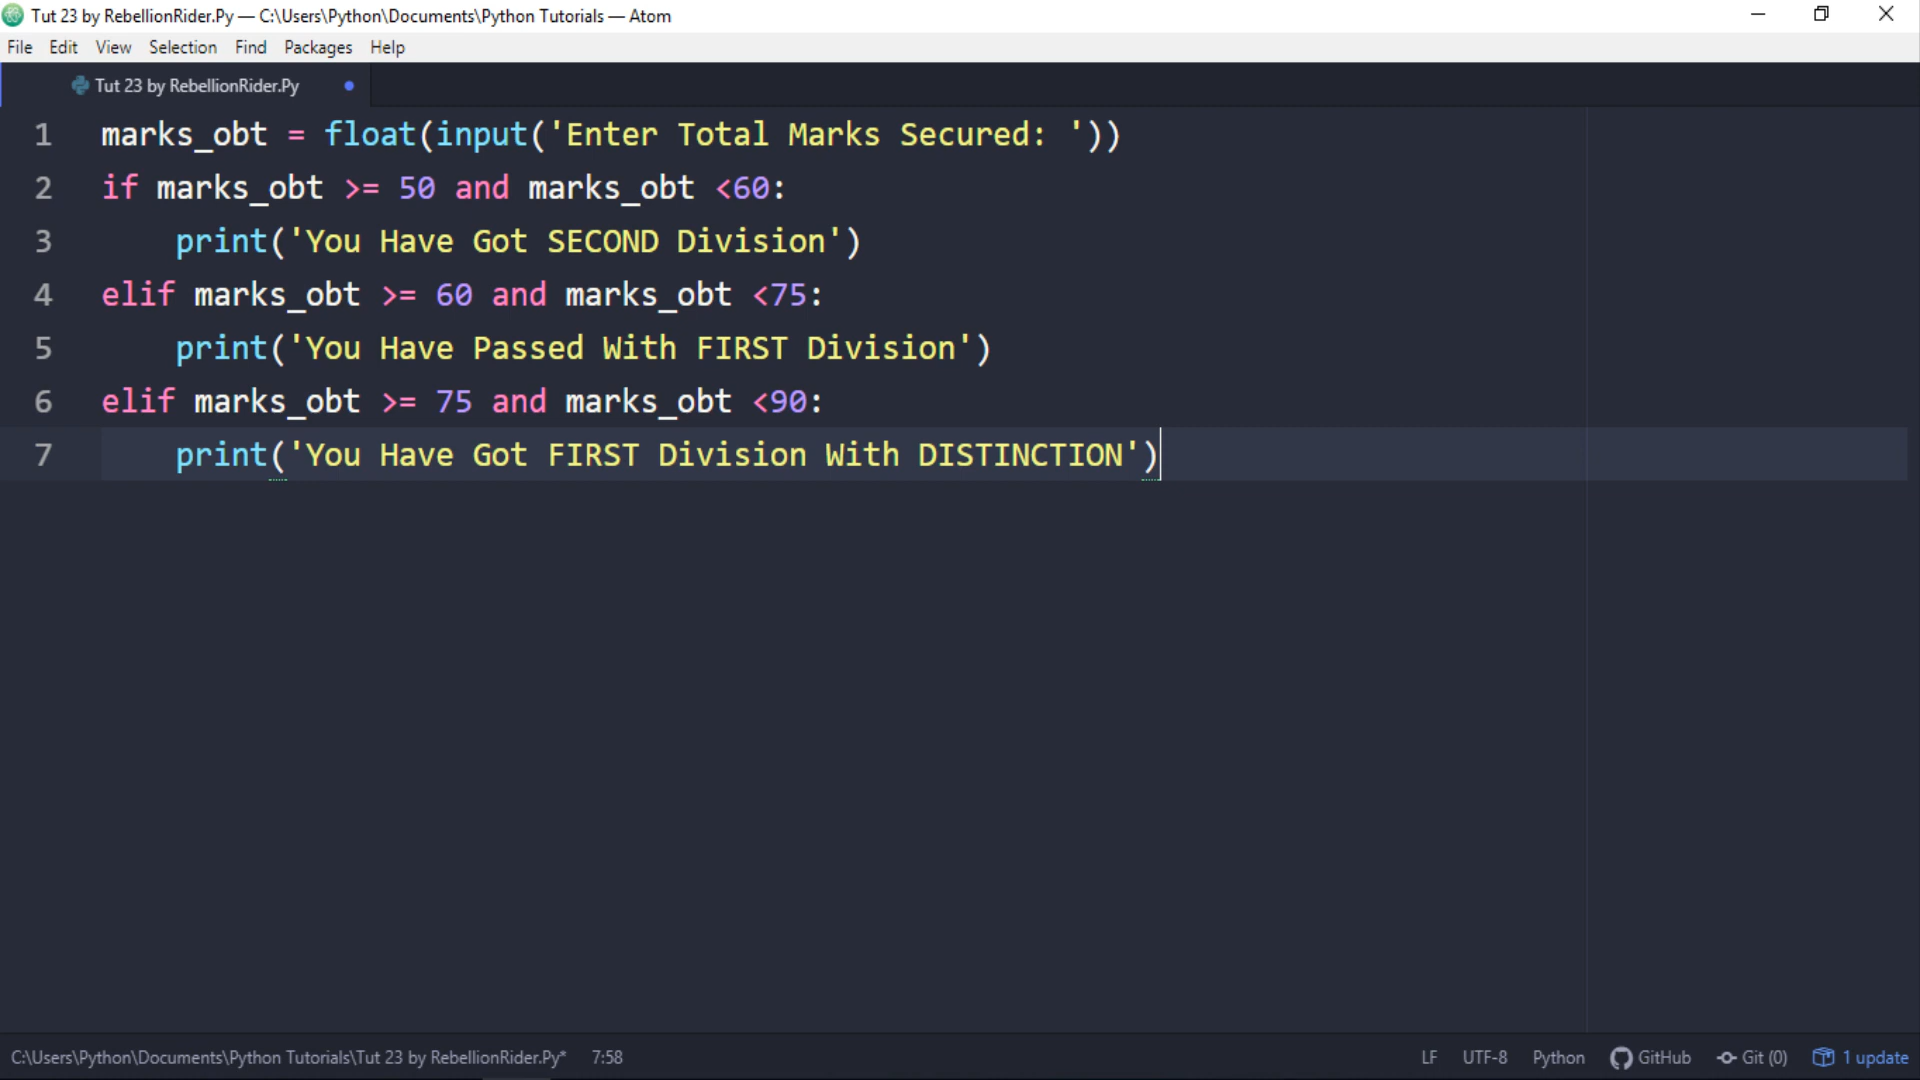 Tut 23 by RebellionRider.Py — C:\Users\Python\Documents\Python Tutorials — Atom
File Edit View Selection Find Packages Help
Tut 23 by RebellionRider.Py
1 marks_obt = float(input('Enter Total Marks Secured: '))
2 if marks_obt >= 50 and marks_obt <60:
3     print('You Have Got SECOND Division')
4 elif marks_obt >= 60 and marks_obt <75:
5     print('You Have Passed With FIRST Division')
6 elif marks_obt >= 75 and marks_obt <90:
7     print('You Have Got FIRST Division With DISTINCTION')
C:\Users\Python\Documents\Python Tutorials\Tut 23 by RebellionRider.Py* 7:58 LF UTF-8 Python GitHub Git (0) 1 update